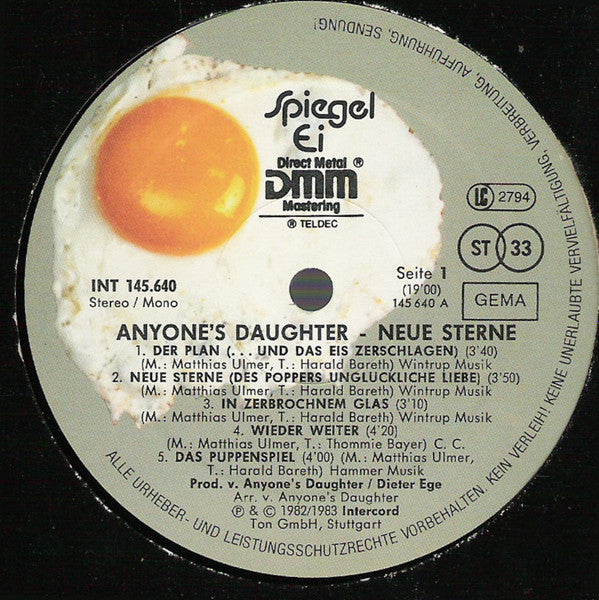 Spiegel
Ei
Direct Metal ®
DMM
Mastering
® TELDEC
LC 2794
ST 33
INT 145.640
Stereo / Mono
Seite 1
(19'00)
145 640 A
GEMA
ANYONE'S DAUGHTER - NEUE STERNE
1. DER PLAN (... UND DAS EIS ZERSCHLAGEN) (3'40)
(M.: Matthias Ulmer, T.: Harald Bareth) Wintrup Musik
2. NEUE STERNE (DES POPPERS UNGLÜCKLICHE LIEBE) (3'50)
(M.: Matthias Ulmer, T.: Harald Bareth) Wintrup Musik
3. IN ZERBROCHNEM GLAS (3'10)
(M.: Matthias Ulmer, T.: Harald Bareth) Wintrup Musik
4. WIEDER WEITER (4'20)
(M.: Matthias Ulmer, T.: Thommie Bayer) C. C.
5. DAS PUPPENSPIEL (4'00) (M.: Matthias Ulmer,
T.: Harald Bareth) Hammer Musik
Prod. v. Anyone's Daughter / Dieter Ege
Arr. v. Anyone's Daughter
℗ & © 1982/1983 Intercord
Ton GmbH, Stuttgart
ALLE URHEBER- UND LEISTUNGSSCHUTZRECHTE VORBEHALTEN. KEIN VERLEIH! KEINE UNERLAUBTE VERVIELFÄLTIGUNG, VERBREITUNG, AUFFÜHRUNG, SENDUNG!